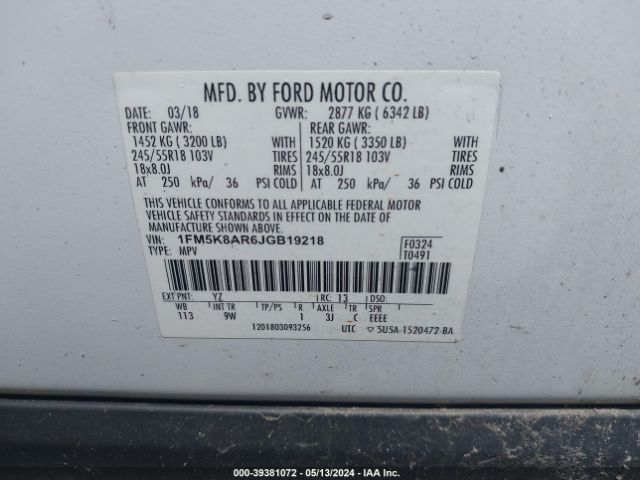 MFD. BY FORD MOTOR CO.
DATE: 03/18 GVWR: 2877 KG ( 6342 LB)
FRONT GAWR: REAR GAWR:
1452 KG ( 3200 LB) WITH 1520 KG ( 3350 LB) WITH
245/55R18 103V TIRES 245/55R18 103V TIRES
18x8.0J RIMS 18x8.0J RIMS
AT 250 kPa/ 36 PSI COLD AT 250 kPa/ 36 PSI COLD
THIS VEHICLE CONFORMS TO ALL APPLICABLE FEDERAL MOTOR
VEHICLE SAFETY STANDARDS IN EFFECT ON THE DATE OF
MANUFACTURE SHOWN ABOVE.
VIN: 1FM5K8AR6JGB19218 F0324
TYPE: MPV T0491
EXT PNT: YZ RC: 13 DSO:
WB INT TR TP/PS R AXLE TR SPR
113 9W 1 3J C EEEE
1201803093256 UTC ▽ 5USA-1520472-BA
000-39381072 - 05/13/2024 - IAA Inc.